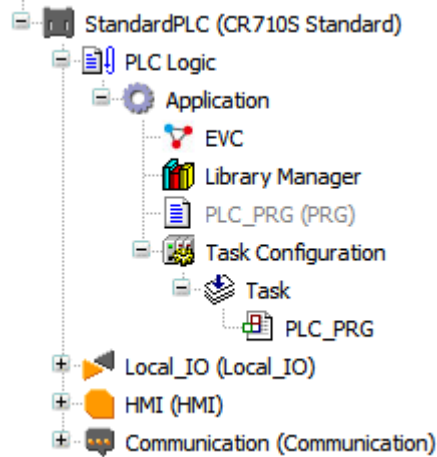 StandardPLC (CR710S Standard)
PLC Logic
Application
EVC
Library Manager
PLC_PRG (PRG)
Task Configuration
Task
PLC_PRG
Local_IO (Local_IO)
HMI (HMI)
Communication (Communication)